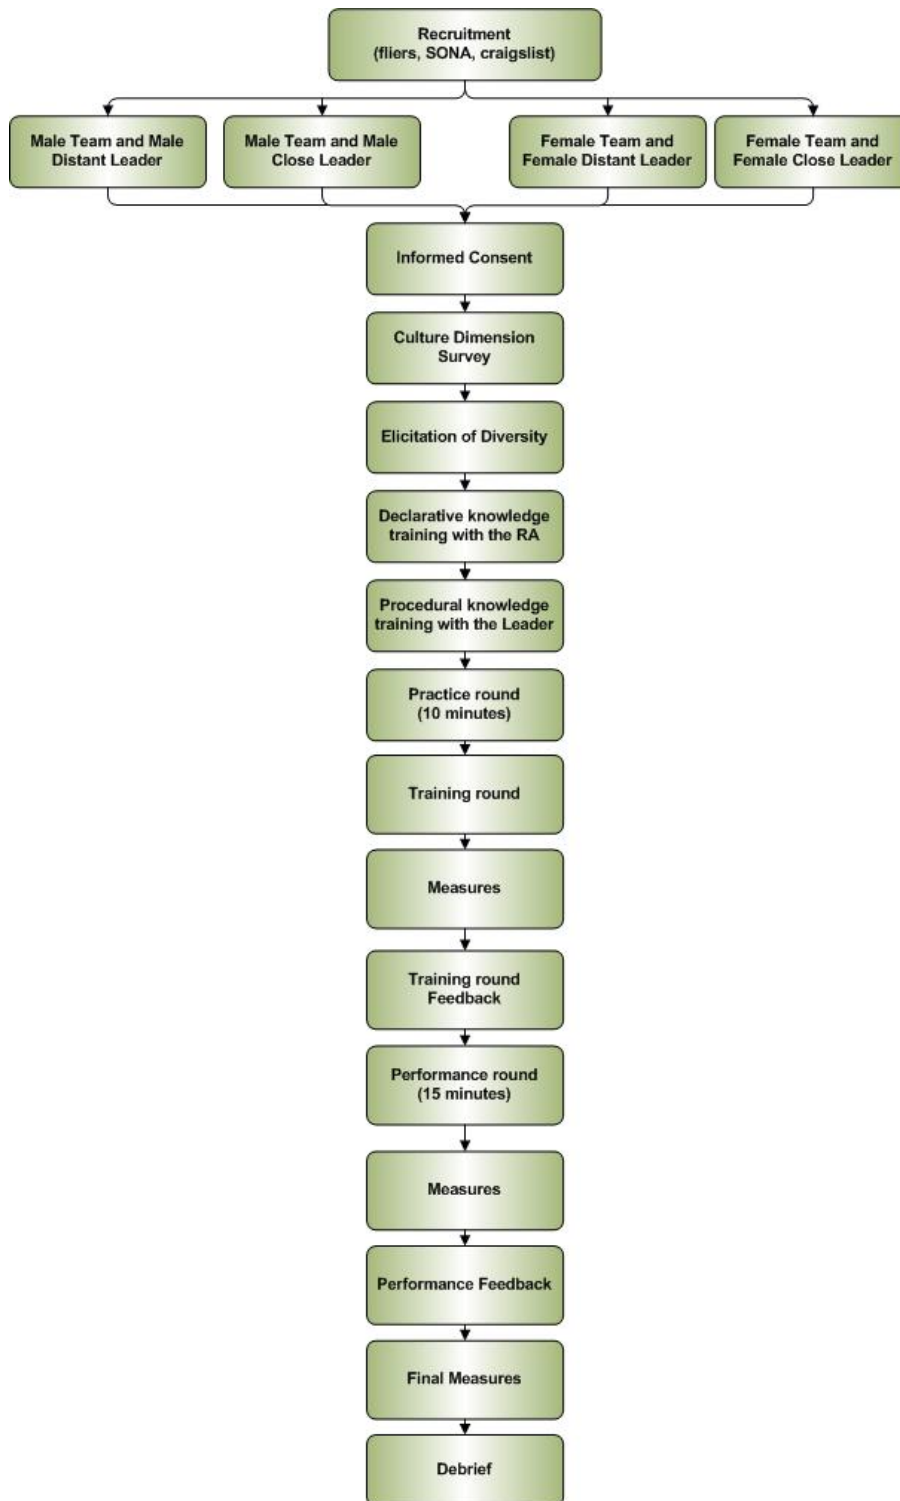 Recruitment
(fliers, SONA, craigslist)
Male Team and Male
Distant Leader
Male Team and Male
Close Leader
Female Team and
Female Distant Leader
Female Team and
Female Close Leader
Informed Consent
Culture Dimension
Survey
Elicitation of Diversity
Declarative knowledge
training with the RA
Procedural knowledge
training with the Leader
Practice round
(10 minutes)
Training round
Measures
Training round
Feedback
Performance round
(15 minutes)
Measures
Performance Feedback
Final Measures
Debrief